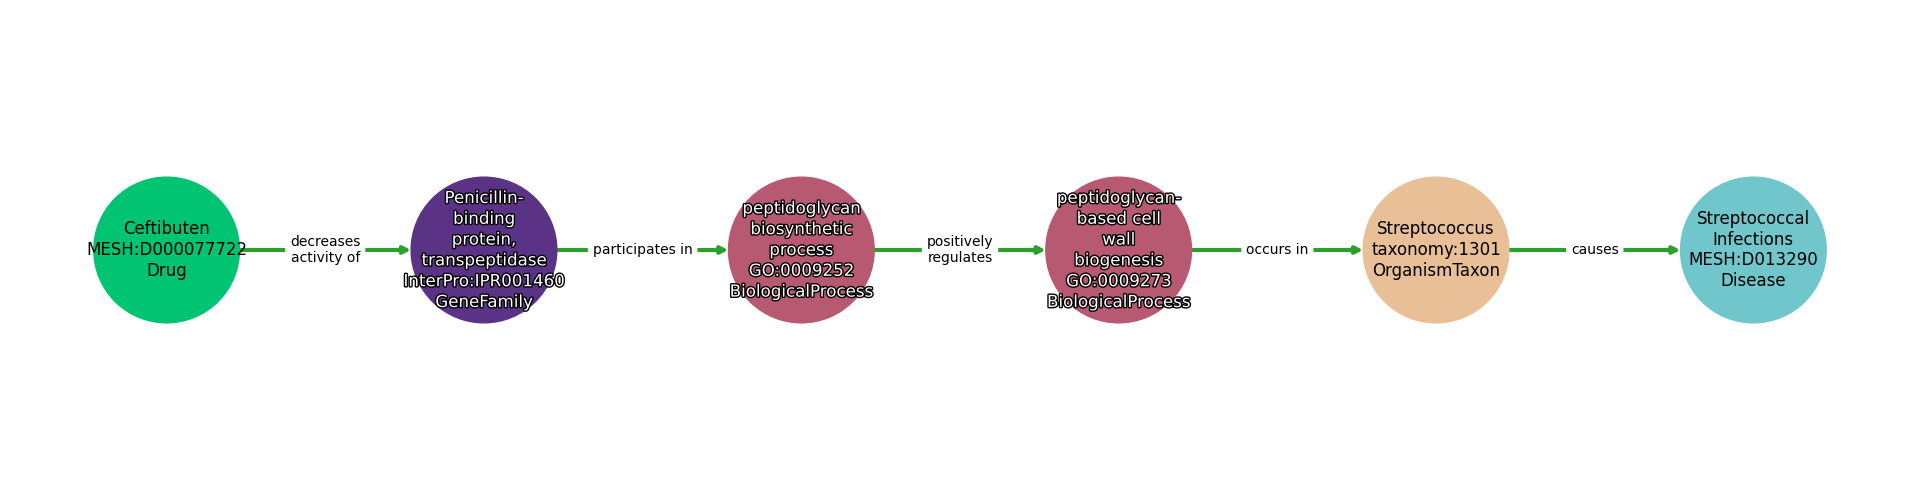 Ceftibuten
MESH:D000077722
Drug
decreases
activity of
Penicillin-
binding
protein,
transpeptidase
InterPro:IPR001460
GeneFamily
participates in
peptidoglycan
biosynthetic
process
GO:0009252
BiologicalProcess
positively
regulates
peptidoglycan-
based cell
wall
biogenesis
GO:0009273
BiologicalProcess
occurs in
Streptococcus
taxonomy:1301
OrganismTaxon
causes
Streptococcal
Infections
MESH:D013290
Disease